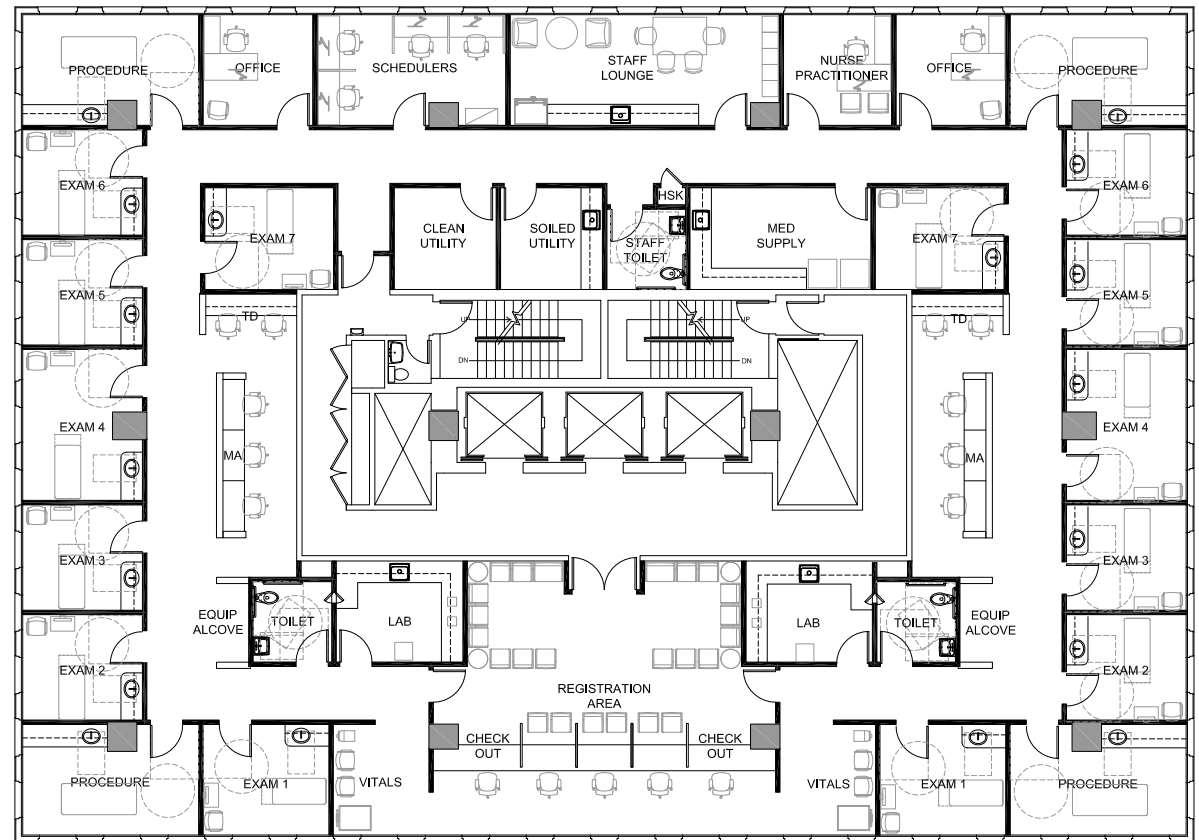 PROCEDURE
OFFICE
SCHEDULERS
STAFF
LOUNGE
NURSE
PRACTITIONER
OFFICE
PROCEDURE
EXAM 6
EXAM 7
CLEAN
UTILITY
SOILED
UTILITY
HSK
STAFF
TOILET
MED
SUPPLY
EXAM 7
EXAM 6
EXAM 5
TD
UP
UP
TD
EXAM 5
DN
DN
EXAM 4
MA
MA
EXAM 4
EXAM 3
EXAM 3
EQUIP
ALCOVE
TOILET
LAB
LAB
TOILET
EQUIP
ALCOVE
EXAM 2
EXAM 2
REGISTRATION
AREA
CHECK
OUT
CHECK
OUT
PROCEDURE
EXAM 1
VITALS
VITALS
EXAM 1
PROCEDURE